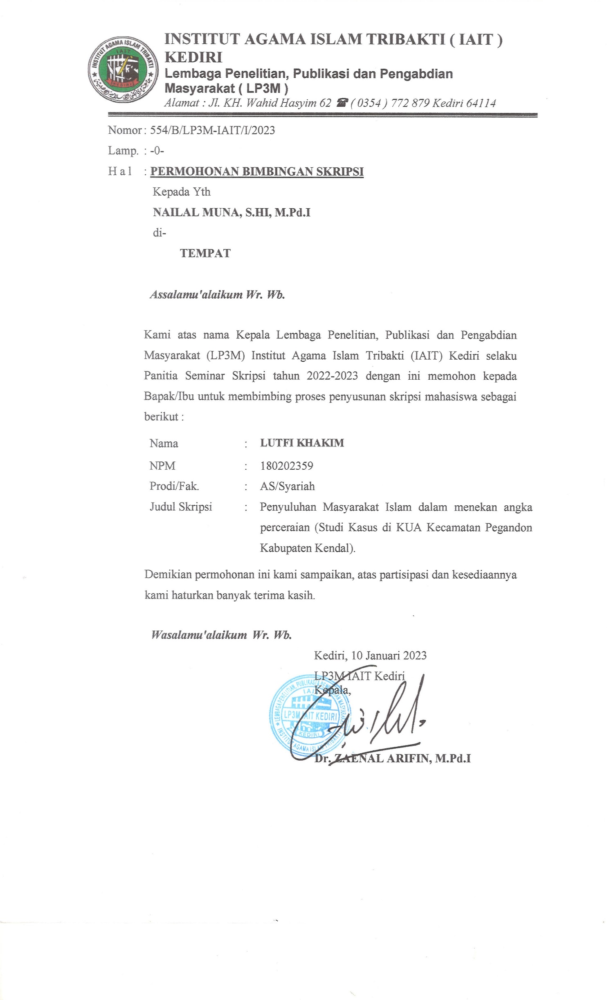 INSTITUT AGAMA ISLAM TRIBAKTI ( IAIT )
KEDIRI
Lembaga Penelitian, Publikasi dan Pengabdian
Masyarakat ( LP3M )
Alamat : Jl. KH. Wahid Hasyim 62 ☎ ( 0354 ) 772 879 Kediri 64114
INSTITUT AGAMA ISLAM TRIBAKTI
IAIT
KEDIRI
Nomor : 554/B/LP3M-IAIT/I/2023
Lamp. : -0-
H a l : PERMOHONAN BIMBINGAN SKRIPSI
Kepada Yth
NAILAL MUNA, S.HI, M.Pd.I
di-
TEMPAT
Assalamu'alaikum Wr. Wb.
Kami atas nama Kepala Lembaga Penelitian, Publikasi dan Pengabdian
Masyarakat (LP3M) Institut Agama Islam Tribakti (IAIT) Kediri selaku
Panitia Seminar Skripsi tahun 2022-2023 dengan ini memohon kepada
Bapak/Ibu untuk membimbing proses penyusunan skripsi mahasiswa sebagai
berikut :
Nama : LUTFI KHAKIM
NPM : 180202359
Prodi/Fak. : AS/Syariah
Judul Skripsi : Penyuluhan Masyarakat Islam dalam menekan angka
perceraian (Studi Kasus di KUA Kecamatan Pegandon
Kabupaten Kendal).
Demikian permohonan ini kami sampaikan, atas partisipasi dan kesediaannya
kami haturkan banyak terima kasih.
Wasalamu'alaikum Wr. Wb.
Kediri, 10 Januari 2023
LP3M IAIT Kediri
Kepala,
LP3M IAIT KEDIRI
KEDIRI
INSTITUT AGAMA ISLAM TRIBAKTI
Dr. ZAENAL ARIFIN, M.Pd.I